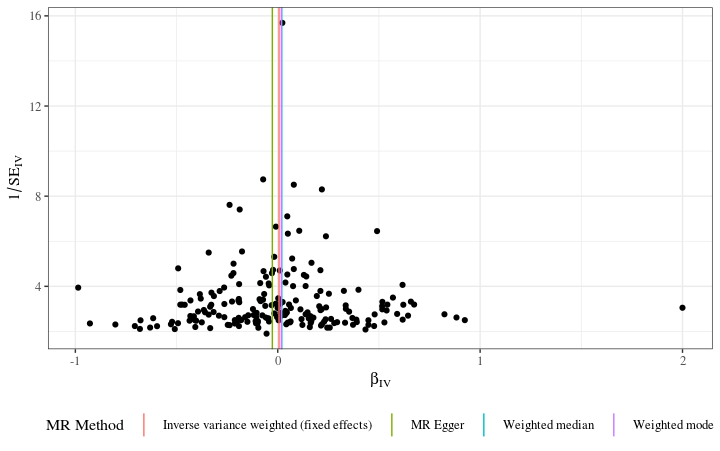 16
12
8
4
1/SE_IV
-1 0 1 2
β_IV
MR Method Inverse variance weighted (fixed effects) MR Egger Weighted median Weighted mode